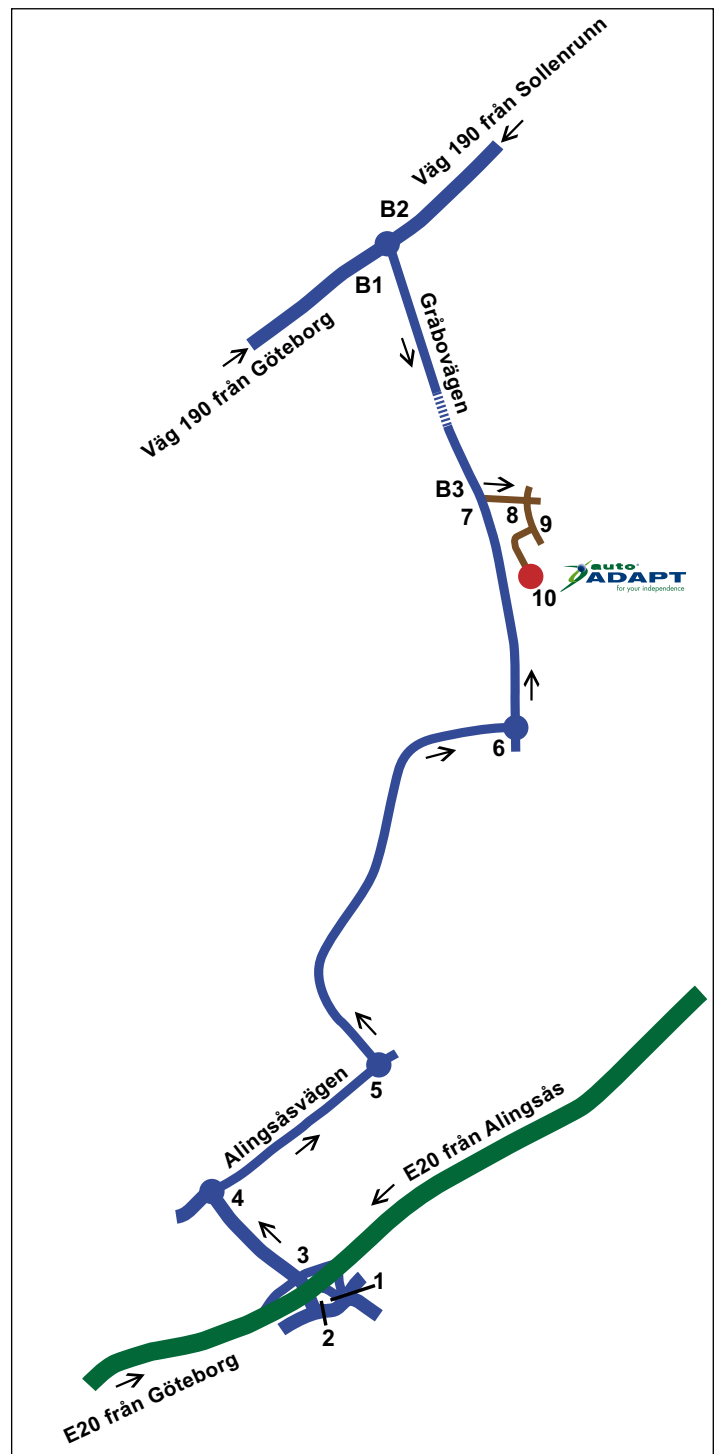 Väg 190 från Sollenrunn
B2
B1
Väg 190 från Göteborg
Gråbovägen
B3
7
8
9
10
auto®
ADAPT
for your independence
6
5
Alingsåsvägen
E20 från Alingsås
4
3
1
2
E20 från Göteborg